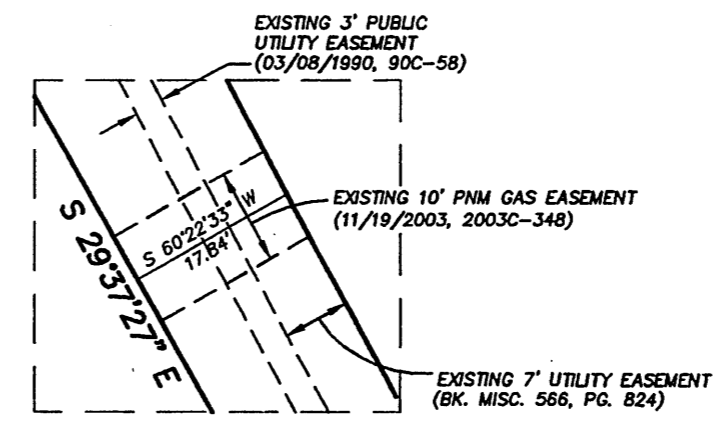 EXISTING 3' PUBLIC
UTILITY EASEMENT
(03/08/1990, 90C-58)
EXISTING 10' PNM GAS EASEMENT
(11/19/2003, 2003C-348)
S 60°22'33" W
17.84'
S 29°37'27" E
EXISTING 7' UTILITY EASEMENT
(BK. MISC. 566, PG. 824)